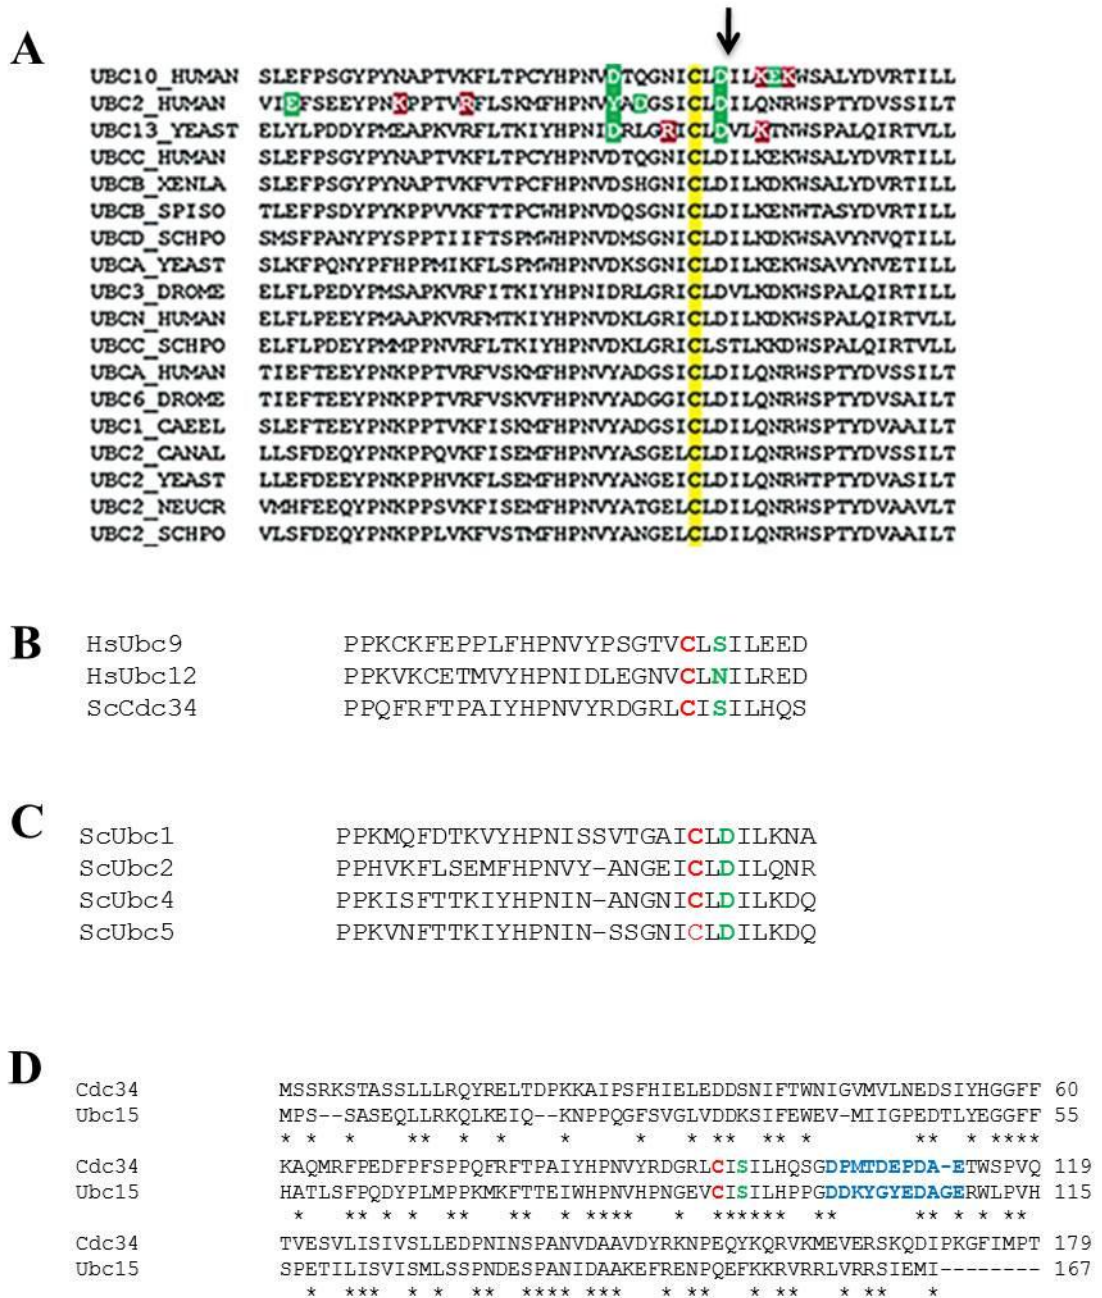 A
UBC10_HUMAN SLEFPSGYPYNAPTVKFLTPCYHPNVDTQGNICLDILKEKWSALYDVRTILL
UBC2_HUMAN VIEFSEEYPNKPPTVRFLSKMFHPNVYADGSICLDILQNRWSPTYDVSSILT
UBC13_YEAST ELYLPDDYPMEAPKVRFLTKIYHPNIDRLGRICLDVLKTNWSPALQIRTVLL
UBCC_HUMAN SLEFPSGYPYNAPTVKFLTPCYHPNVDTQGNICLDILKEKWSALYDVRTILL
UBCB_XENLA SLEFPSGYPYNAPTVKFVTPCFHPNVDSHGNICLDILKDKWSALYDVRTILL
UBCB_SPISO TLEFPSDYPYKPPVVKFTTPCWHPNVDQSGNICLDILKENWTASYDVRTILL
UBCD_SCHPO SMSFPANYPYSPPTIIFTSPMWHPNVDMSGNICLDILKDKWSAVYNVQTILL
UBCA_YEAST SLKFPQNYPFHPPMIKFLSPMWHPNVDKSGNICLDILKEKWSAVYNVETILL
UBC3_DROME ELFLPEDYPMSAPKVRFITKIYHPNIDRLGRICLDVLKDKWSPALQIRTILL
UBCN_HUMAN ELFLPEEYPMAAPKVRFMTKIYHPNVDKLGRICLDILKDKWSPALQIRTVLL
UBCC_SCHPO ELFLPDEYPMMPPNVRFLTKIYHPNVDKLGRICLSTLKKDWSPALQIRTVLL
UBCA_HUMAN TIEFTEEYPNKPPTVRFVSKMFHPNVYADGSICLDILQNRWSPTYDVSSILT
UBC6_DROME TIEFTEEYPNKPPTVRFVSKVFHPNVYADGGICLDILQNRWSPTYDVSAILT
UBC1_CAEEL SLEFTEEYPNKPPTVKFISKMFHPNVYADGSICLDILQNRWSPTYDVAAILT
UBC2_CANAL LLSFDEQYPNKPPQVKFISEMFHPNVYASGELCLDILQNRWSPTYDVSSILT
UBC2_YEAST LLEFDEEYPNKPPHVKFLSEMFHPNVYANGEICLDILQNRWTPTYDVASILT
UBC2_NEUCR VMHFEEQYPNKPPSVKFISEMFHPNVYATGELCLDILQNRWSPTYDVAAVLT
UBC2_SCHPO VLSFDEQYPNKPPLVKFVSTMFHPNVYANGELCLDILQNRWSPTYDVAAILT
B
HsUbc9 PPKCKFEPPLFHPNVYPSGTVCLSILEED
HsUbc12 PPKVKCETMVYHPNIDLEGNVCLNILRED
ScCdc34 PPQFRFTPAIYHPNVYRDGRLCISILHQS
C
ScUbc1 PPKMQFDTKVYHPNISSVTGAICLDILKNA
ScUbc2 PPHVKFLSEMFHPNVY-ANGEICLDILQNR
ScUbc4 PPKISFTTKIYHPNIN-ANGNICLDILKDQ
ScUbc5 PPKVNFTTKIYHPNIN-SSGNICLDILKDQ
D
Cdc34 MSSRKSTASSLLLRQYRELTDPKKAIPSFHIELEDDSNIFTWNIGVMVLNEDSIYHGGFF 60
Ubc15 MPS--SASEQLLLRKQLKEIQ--KNPPQGFSVGLVDDKSIFEWEV-MIIGPEDTLYEGGFF 55
* * * ** * * * * * ** ** * ** * ****
Cdc34 KAQMRFPEDFPFSPPQFRFTPAIYHPNVYRDGRLCISILHQSGDPMTDEPDA-ETWSPVQ 119
Ubc15 HATLSFPQDYPLMPPKMKFTTEIWHPNVHPNGEVCISILHPPGDDKYGYEDAGERWLPVH 115
* ** * * ** ** * **** * ****** ** ** * * **
Cdc34 TVESVLISIVSLLEDPNINSPANVDAAVDYRKNPEQYKQRVKMEVERSKQDIPKGFIMPT 179
Ubc15 SPETILISVISMLSSPNDESPANIDAAKEFRENPQEFKKRVRRLVRRSIEMI-------- 167
* *** * * ** **** *** * ** * ** * ** *